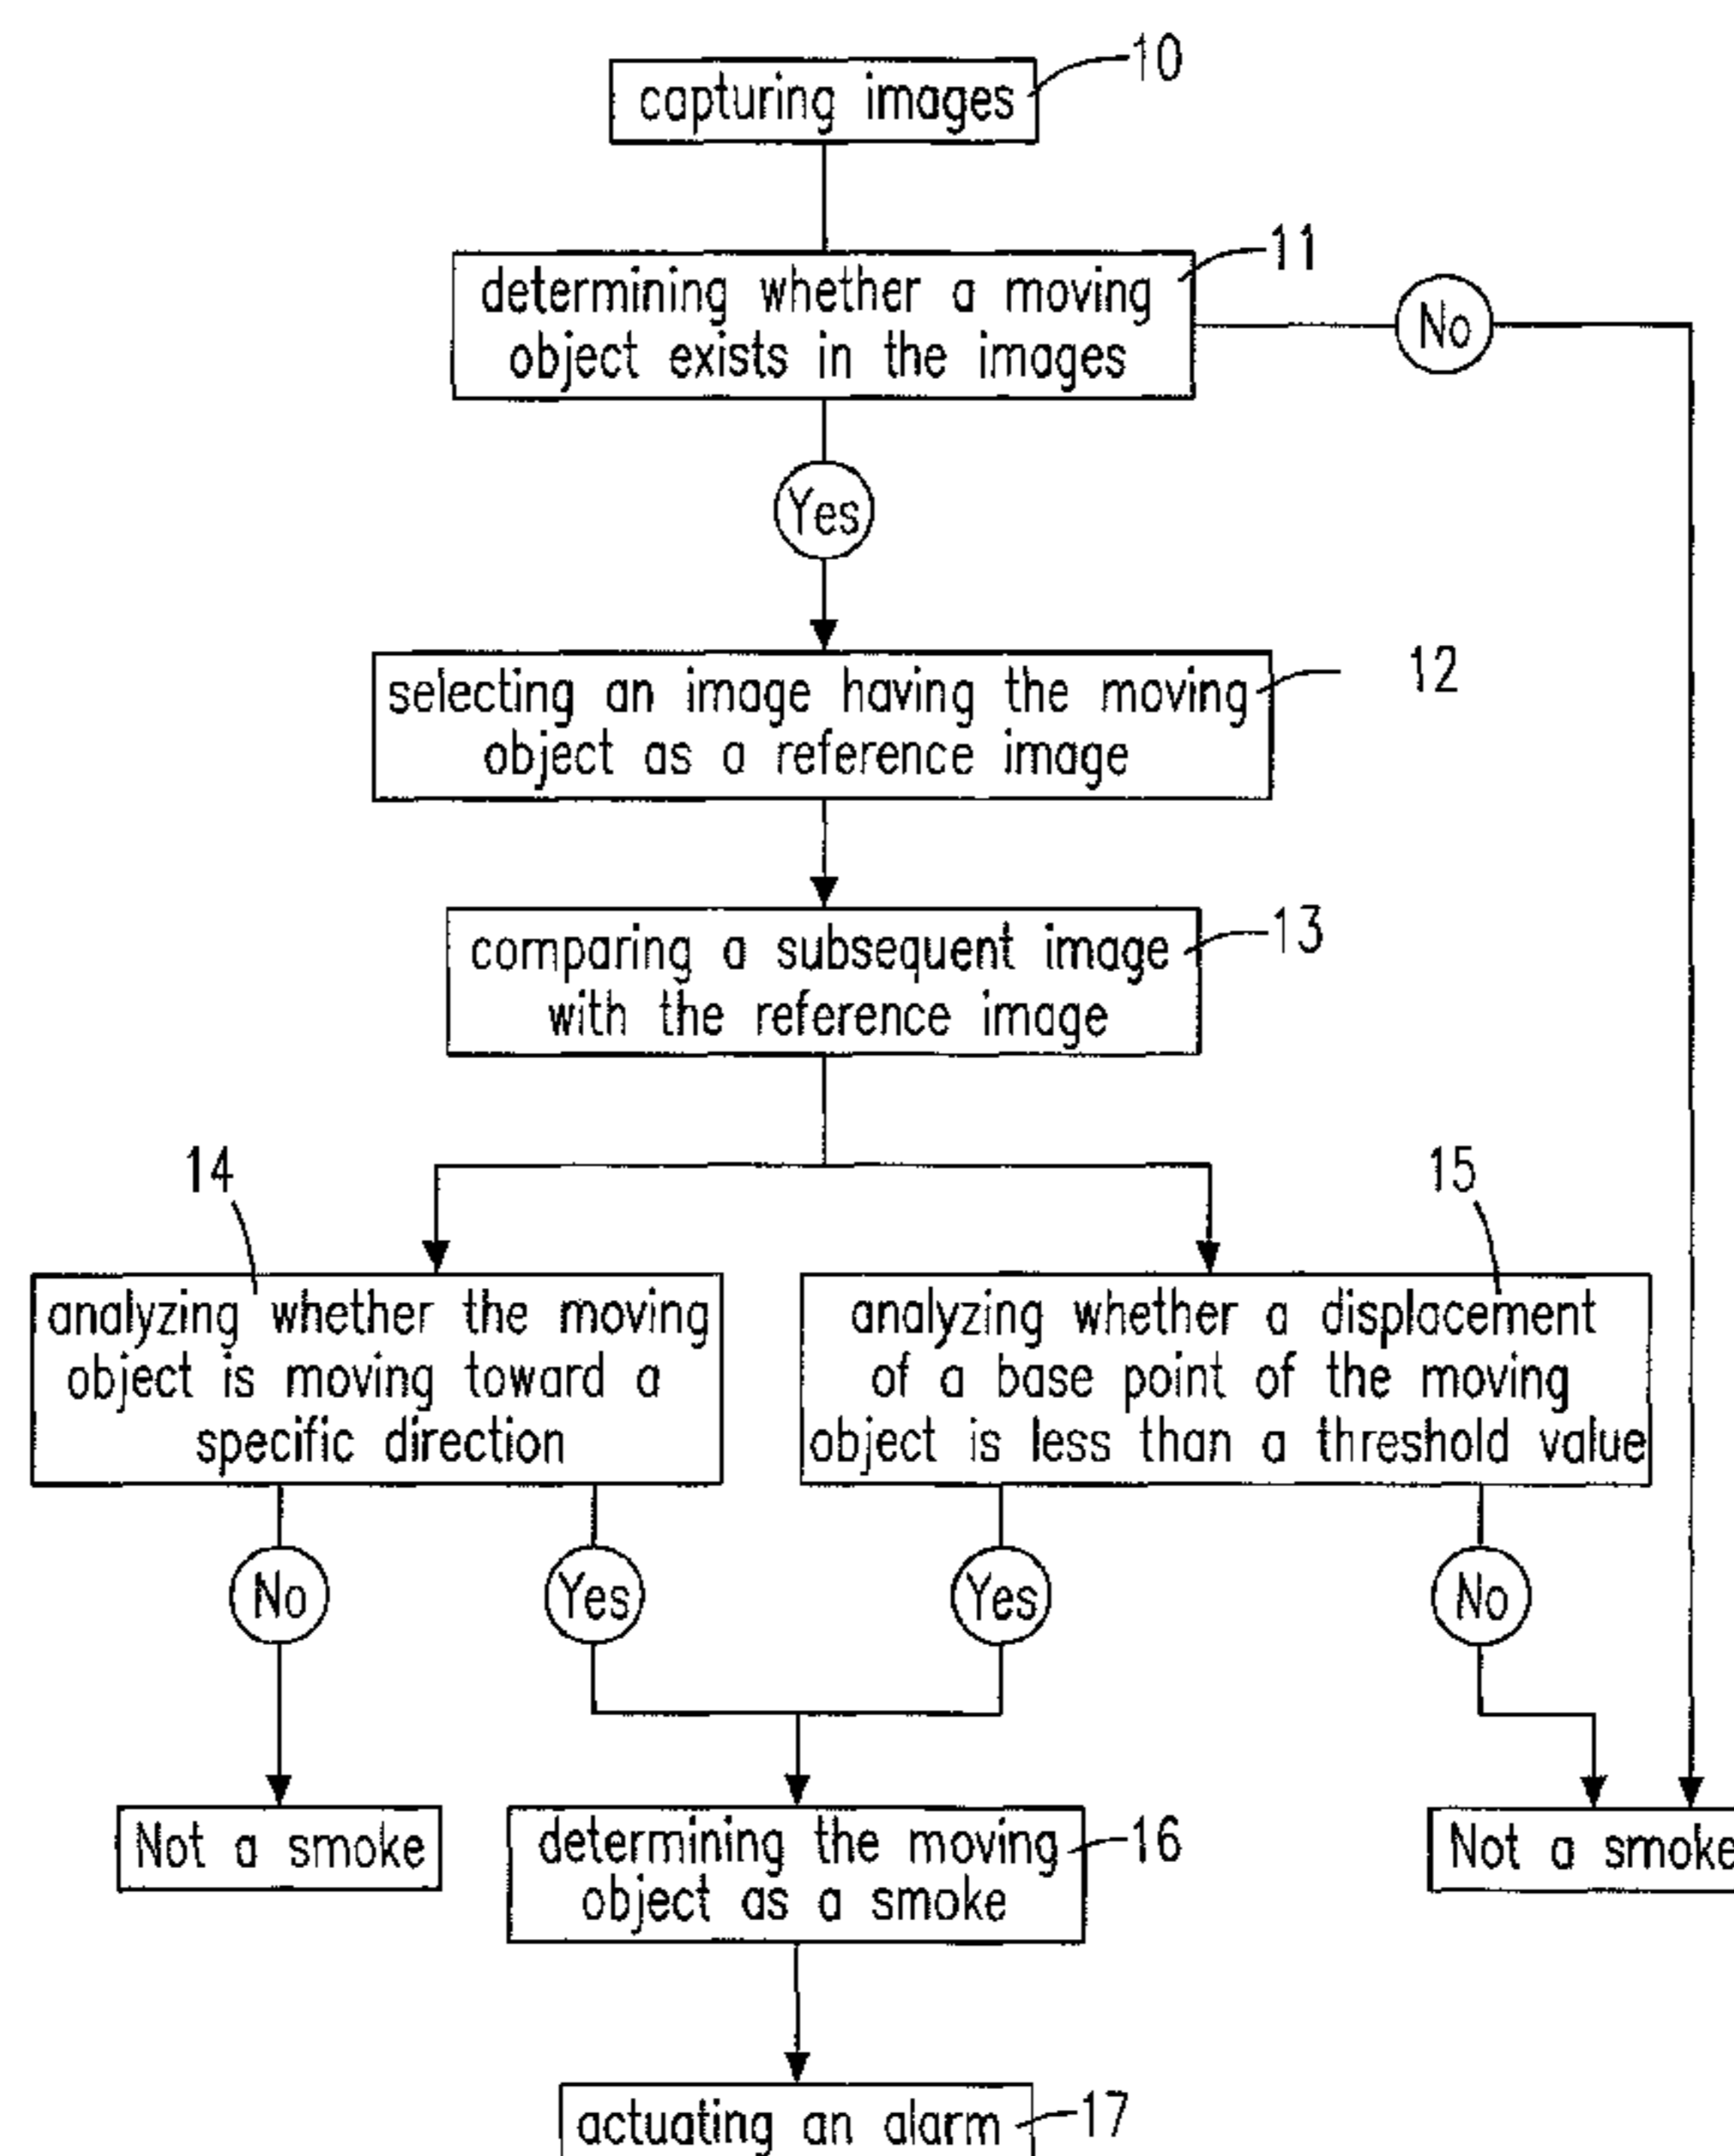 capturing images
10
determining whether a moving
object exists in the images
11
No
Yes
selecting an image having the moving
object as a reference image
12
comparing a subsequent image
with the reference image
13
14
15
analyzing whether the moving
object is moving toward a
specific direction
analyzing whether a displacement
of a base point of the moving
object is less than a threshold value
No
Yes
Yes
No
Not a smoke
determining the moving
object as a smoke
16
Not a smoke
actuating an alarm
17